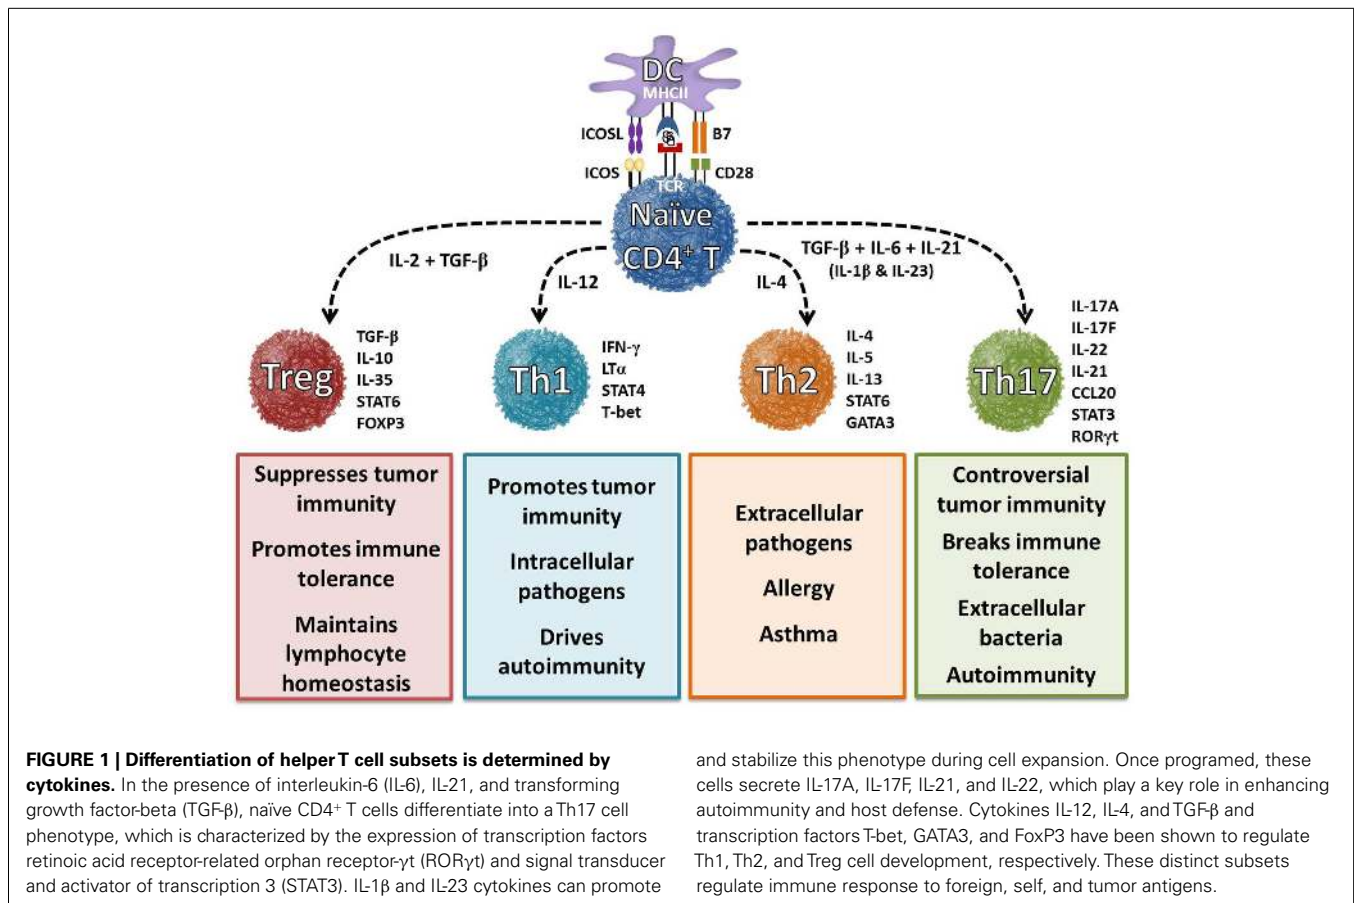 DC
MHCII
ICOSL
B7
ICOS
CD28
TCR
Naïve
CD4⁺ T
IL-2 + TGF-β
IL-12
IL-4
TGF-β + IL-6 + IL-21
(IL-1β & IL-23)
Treg
TGF-β
IL-10
IL-35
STAT6
FOXP3
Th1
IFN-γ
LTα
STAT4
T-bet
Th2
IL-4
IL-5
IL-13
STAT6
GATA3
Th17
IL-17A
IL-17F
IL-22
IL-21
CCL20
STAT3
RORγt
Suppresses tumor
immunity
Promotes immune
tolerance
Maintains
lymphocyte
homeostasis
Promotes tumor
immunity
Intracellular
pathogens
Drives
autoimmunity
Extracellular
pathogens
Allergy
Asthma
Controversial
tumor immunity
Breaks immune
tolerance
Extracellular
bacteria
Autoimmunity
FIGURE 1 | Differentiation of helper T cell subsets is determined by
cytokines. In the presence of interleukin-6 (IL-6), IL-21, and transforming
growth factor-beta (TGF-β), naïve CD4⁺ T cells differentiate into a Th17 cell
phenotype, which is characterized by the expression of transcription factors
retinoic acid receptor-related orphan receptor-γt (RORγt) and signal transducer
and activator of transcription 3 (STAT3). IL-1β and IL-23 cytokines can promote
and stabilize this phenotype during cell expansion. Once programed, these
cells secrete IL-17A, IL-17F, IL-21, and IL-22, which play a key role in enhancing
autoimmunity and host defense. Cytokines IL-12, IL-4, and TGF-β and
transcription factors T-bet, GATA3, and FoxP3 have been shown to regulate
Th1, Th2, and Treg cell development, respectively. These distinct subsets
regulate immune response to foreign, self, and tumor antigens.